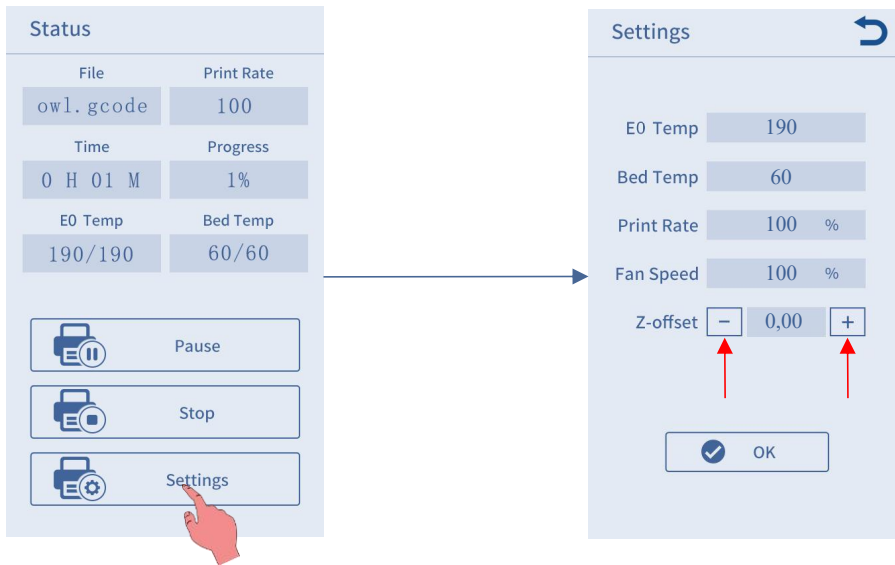 Status
File Print Rate
owl.gcode 100
Time Progress
0 H 01 M 1%
E0 Temp Bed Temp
190/190 60/60
Pause
Stop
Settings
Settings
E0 Temp 190
Bed Temp 60
Print Rate 100 %
Fan Speed 100 %
Z-offset − 0,00 +
OK